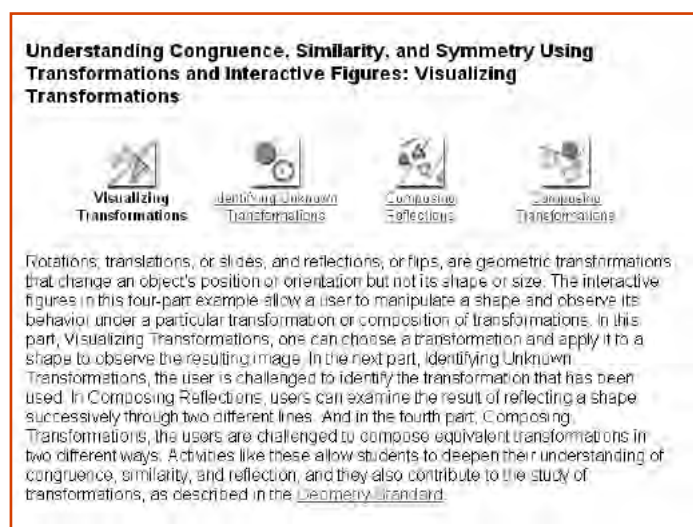 Understanding Congruence, Similarity, and Symmetry Using
Transformations and Interactive Figures: Visualizing
Transformations
Visualizing
Transformations
Identifying Unknown
Transformations
Composing
Reflections
Composing
Transformations
Rotations, translations, or slides, and reflections, or flips, are geometric transformations
that change an object's position or orientation but not its shape or size. The interactive
figures in this four-part example allow a user to manipulate a shape and observe its
behavior under a particular transformation or composition of transformations. In this
part, Visualizing Transformations, one can choose a transformation and apply it to a
shape to observe the resulting image. In the next part, Identifying Unknown
Transformations, the user is challenged to identify the transformation that has been
used. In Composing Reflections, users can examine the result of reflecting a shape
successively through two different lines. And in the fourth part, Composing
Transformations, the users are challenged to compose equivalent transformations in
two different ways. Activities like these allow students to deepen their understanding of
congruence, similarity, and reflection, and they also contribute to the study of
transformations, as described in the Geometry Standard.